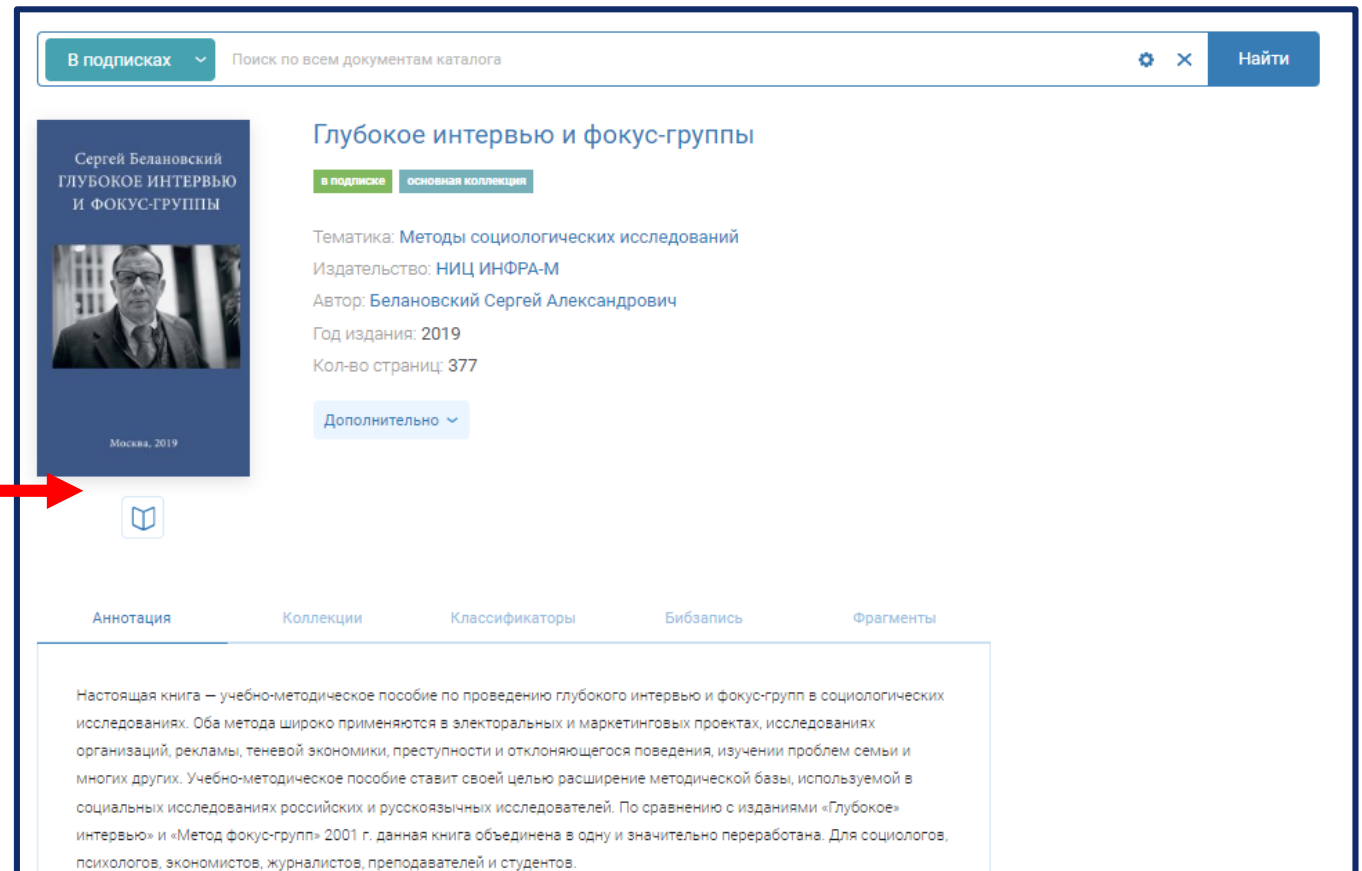 В подписках
Поиск по всем документам каталога
Найти
Сергей Белановский
ГЛУБОКОЕ ИНТЕРВЬЮ
И ФОКУС-ГРУППЫ
Москва, 2019
Глубокое интервью и фокус-группы
в подписке
основная коллекция
Тематика: Методы социологических исследований
Издательство: НИЦ ИНФРА-М
Автор: Белановский Сергей Александрович
Год издания: 2019
Кол-во страниц: 377
Дополнительно
Аннотация
Коллекции
Классификаторы
Библзапись
Фрагменты
Настоящая книга — учебно-методическое пособие по проведению глубокого интервью и фокус-групп в социологических
исследованиях. Оба метода широко применяются в электоральных и маркетинговых проектах, исследованиях
организаций, рекламы, теневой экономики, преступности и отклоняющегося поведения, изучении проблем семьи и
многих других. Учебно-методическое пособие ставит своей целью расширение методической базы, используемой в
социальных исследованиях российских и русскоязычных исследователей. По сравнению с изданиями «Глубокое»
интервью» и «Метод фокус-групп» 2001 г. данная книга объединена в одну и значительно переработана. Для социологов,
психологов, экономистов, журналистов, преподавателей и студентов.